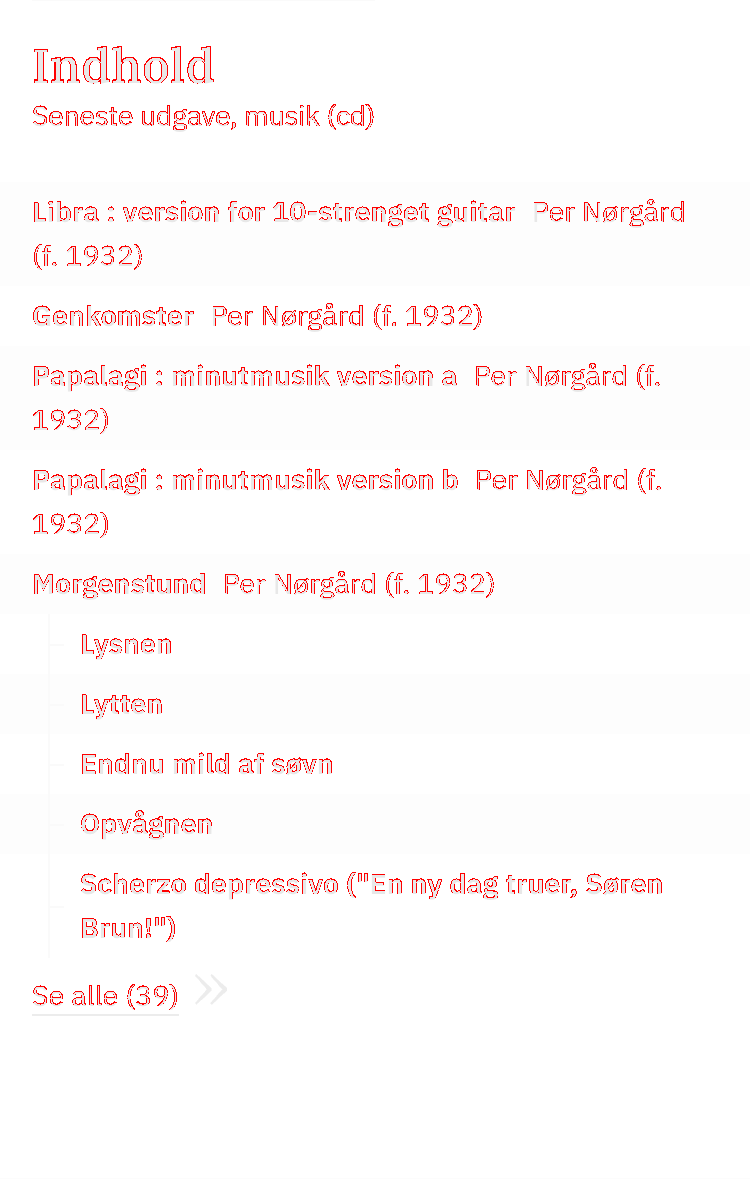 Indhold
Seneste udgave, musik (cd)
Libra : version for 10-strenget guitar Per Nørgård
(f. 1932)
Genkomster Per Nørgård (f. 1932)
Papalagi : minutmusik version a Per Nørgård (f.
1932)
Papalagi : minutmusik version b Per Nørgård (f.
1932)
Morgenstund Per Nørgård (f. 1932)
Lysnen
Lytten
Endnu mild af søvn
Opvågnen
Scherzo depressivo ("En ny dag truer, Søren
Brun!")
Se alle (39)